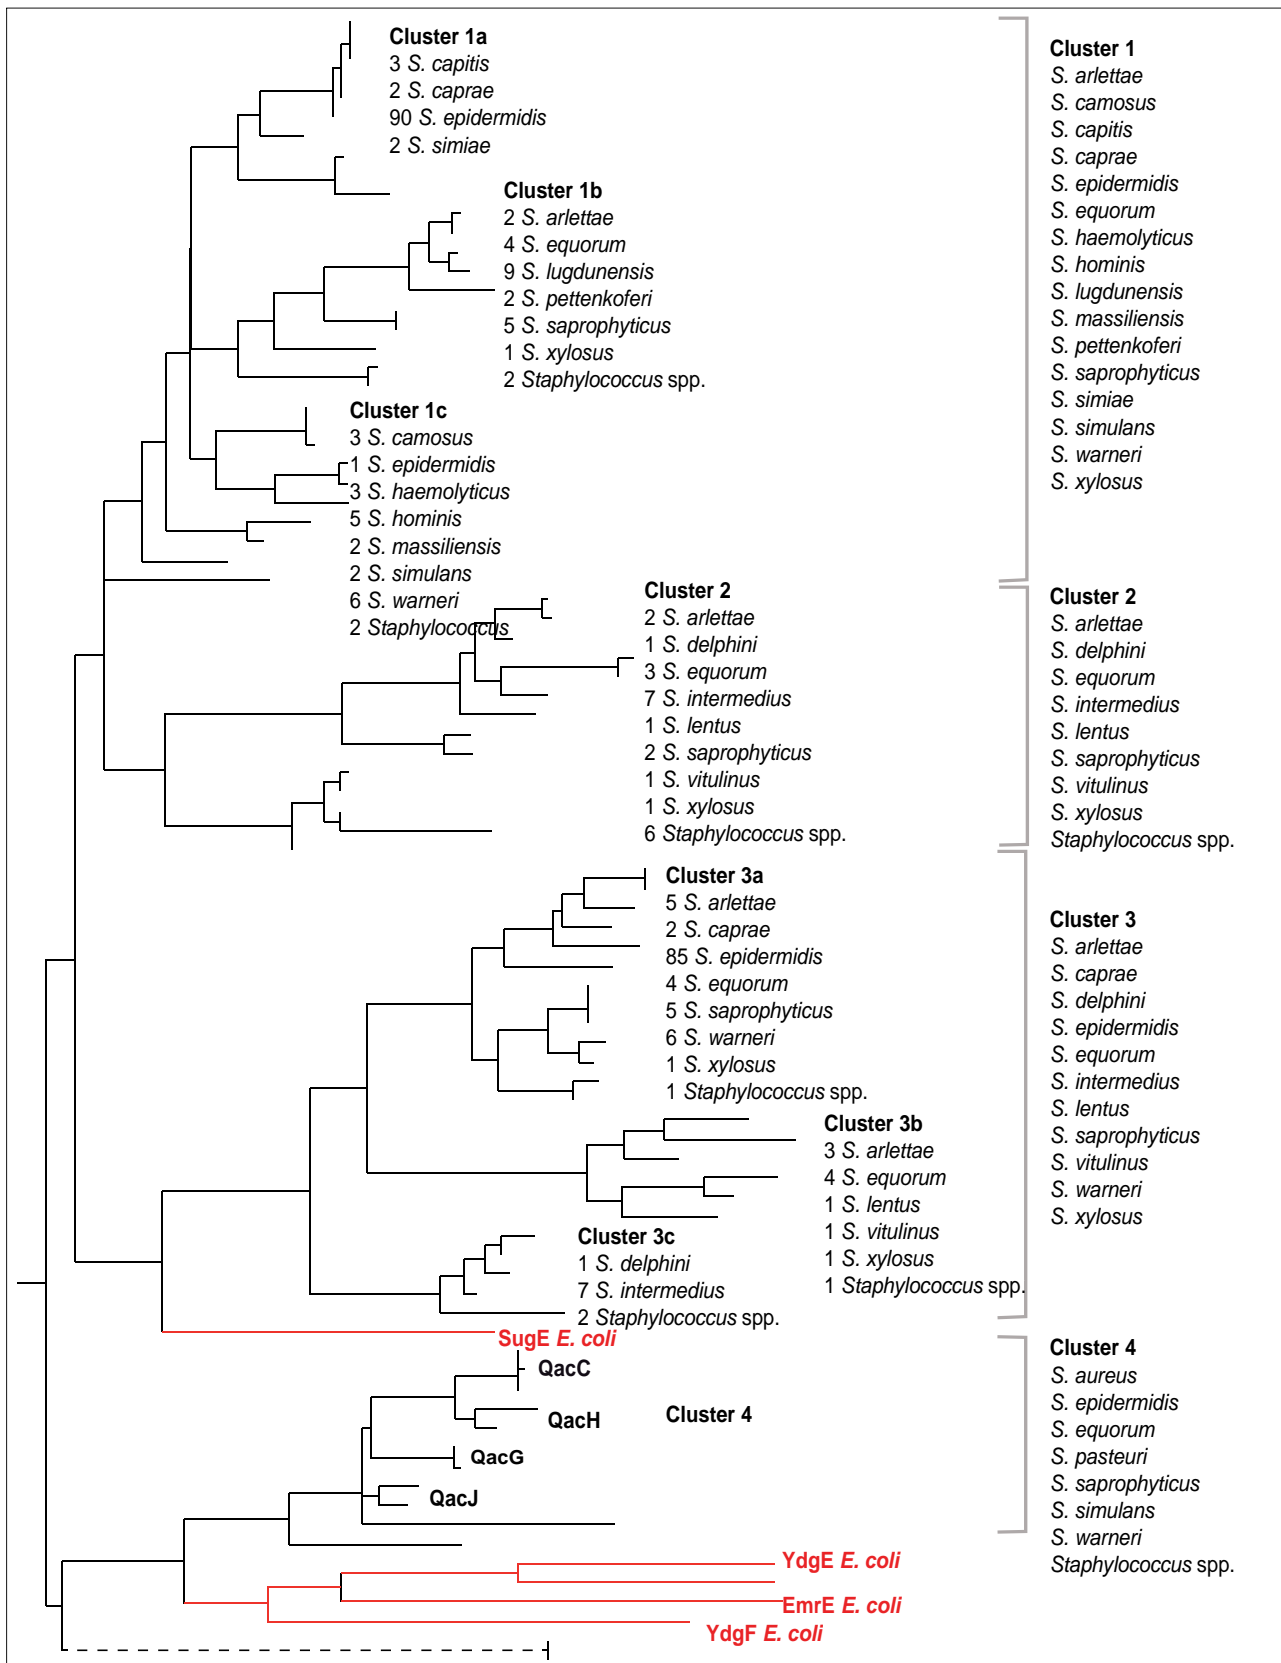 Cluster 1a
3 S. capitis
2 S. caprae
90 S. epidermidis
2 S. simiae
Cluster 1b
2 S. arlettae
4 S. equorum
9 S. lugdunensis
2 S. pettenkoferi
5 S. saprophyticus
1 S. xylosus
2 Staphylococcus spp.
Cluster 1c
3 S. camosus
1 S. epidermidis
3 S. haemolyticus
5 S. hominis
2 S. massiliensis
2 S. simulans
6 S. warneri
2 Staphylococcus
Cluster 2
2 S. arlettae
1 S. delphini
3 S. equorum
7 S. intermedius
1 S. lentus
2 S. saprophyticus
1 S. vitulinus
1 S. xylosus
6 Staphylococcus spp.
Cluster 3a
5 S. arlettae
2 S. caprae
85 S. epidermidis
4 S. equorum
5 S. saprophyticus
6 S. warneri
1 S. xylosus
1 Staphylococcus spp.
Cluster 3b
3 S. arlettae
4 S. equorum
1 S. lentus
1 S. vitulinus
1 S. xylosus
1 Staphylococcus spp.
Cluster 3c
1 S. delphini
7 S. intermedius
2 Staphylococcus spp.
SugE E. coli
QacC
QacH
Cluster 4
QacG
QacJ
YdgE E. coli
EmrE E. coli
YdgF E. coli
Cluster 1
S. arlettae
S. camosus
S. capitis
S. caprae
S. epidermidis
S. equorum
S. haemolyticus
S. hominis
S. lugdunensis
S. massiliensis
S. pettenkoferi
S. saprophyticus
S. simiae
S. simulans
S. warneri
S. xylosus
Cluster 2
S. arlettae
S. delphini
S. equorum
S. intermedius
S. lentus
S. saprophyticus
S. vitulinus
S. xylosus
Staphylococcus spp.
Cluster 3
S. arlettae
S. caprae
S. delphini
S. epidermidis
S. equorum
S. intermedius
S. lentus
S. saprophyticus
S. vitulinus
S. warneri
S. xylosus
Cluster 4
S. aureus
S. epidermidis
S. equorum
S. pasteuri
S. saprophyticus
S. simulans
S. warneri
Staphylococcus spp.